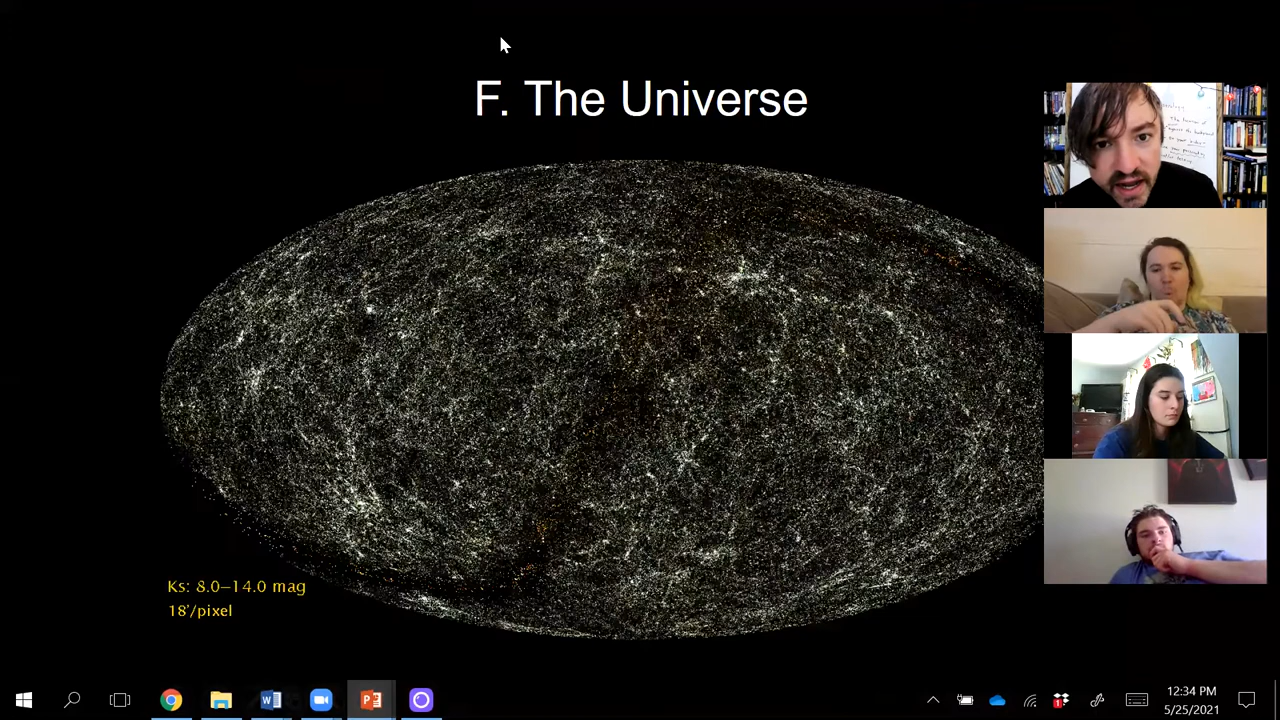 F. The Universe
Ks: 8.0–14.0 mag
18'/pixel
12:34 PM
5/25/2021